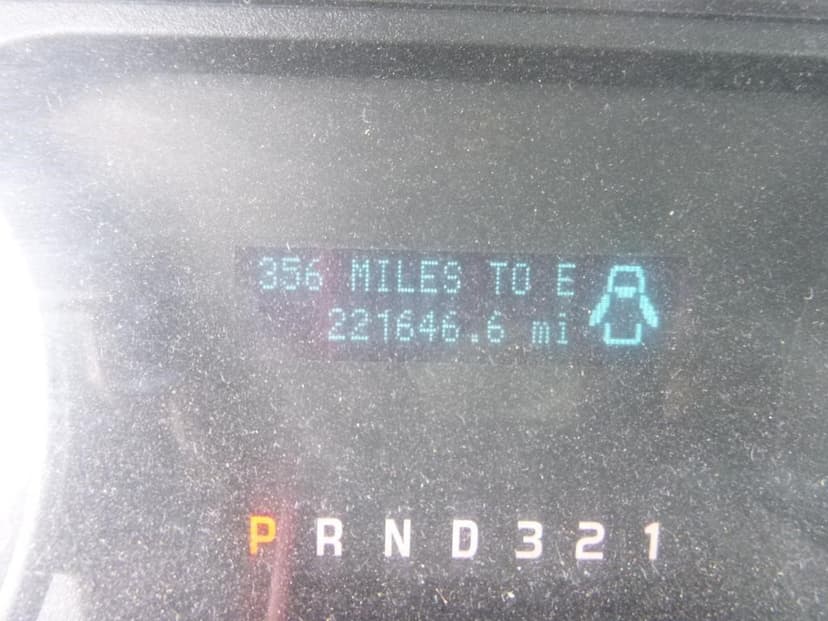 356 MILES TO E
221646.6 mi
P R N D 3 2 1